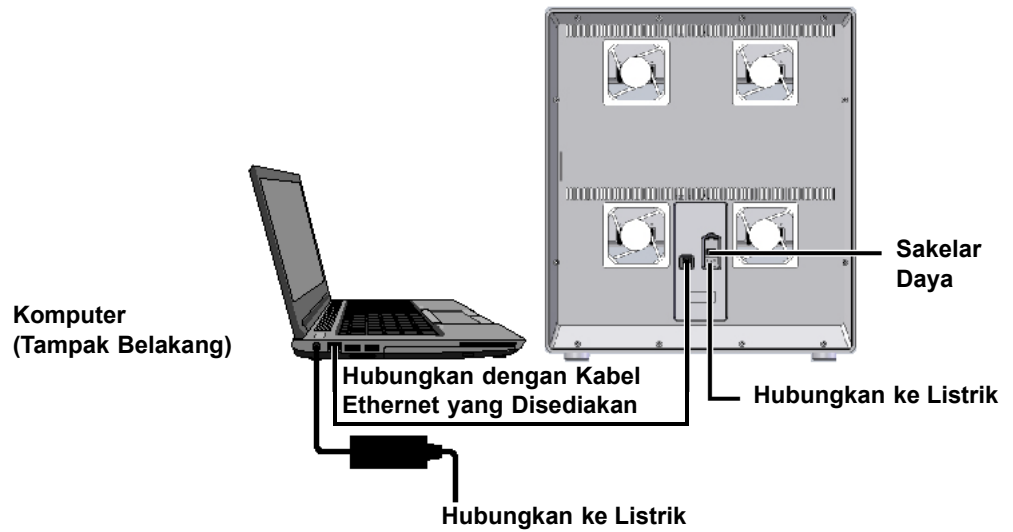 Sakelar
Daya
Komputer
(Tampak Belakang)
Hubungkan dengan Kabel
Ethernet yang Disediakan
Hubungkan ke Listrik
Hubungkan ke Listrik